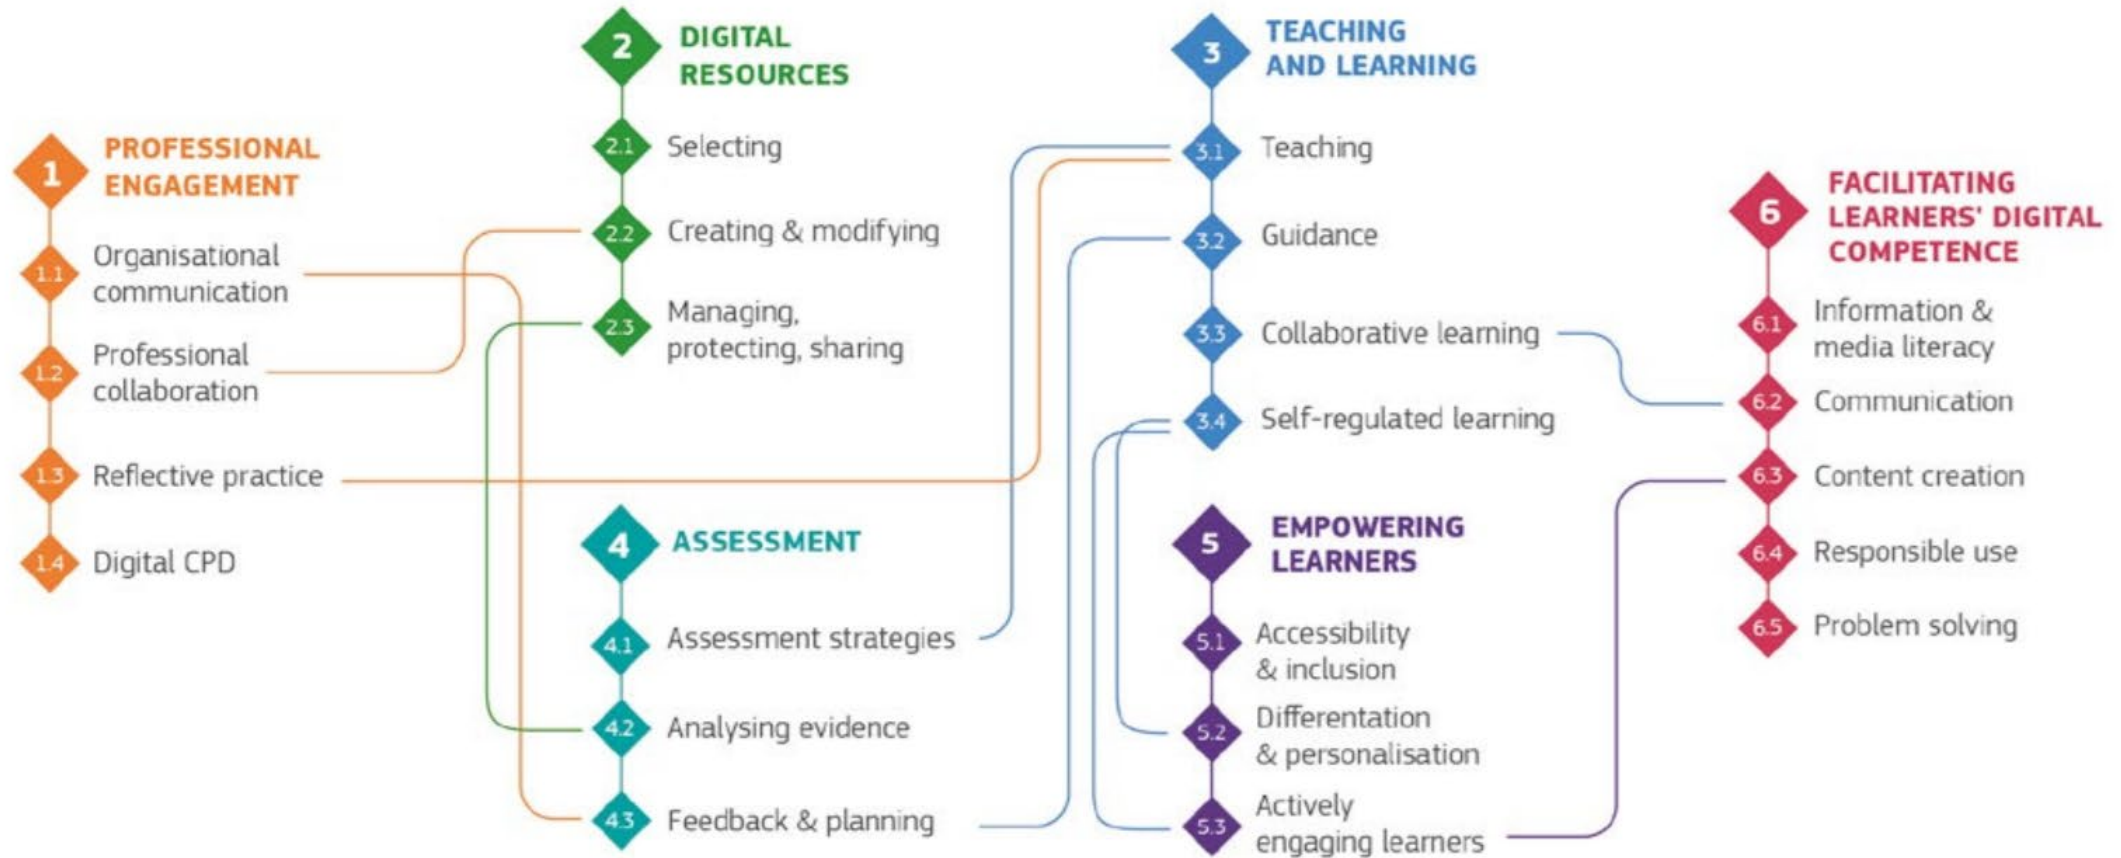 1
PROFESSIONAL
ENGAGEMENT
1.1
Organisational
communication
1.2
Professional
collaboration
1.3
Reflective practice
1.4
Digital CPD
2
DIGITAL
RESOURCES
2.1
Selecting
2.2
Creating & modifying
2.3
Managing,
protecting, sharing
3
TEACHING
AND LEARNING
3.1
Teaching
3.2
Guidance
3.3
Collaborative learning
3.4
Self-regulated learning
4
ASSESSMENT
4.1
Assessment strategies
4.2
Analysing evidence
4.3
Feedback & planning
5
EMPOWERING
LEARNERS
5.1
Accessibility
& inclusion
5.2
Differentation
& personalisation
5.3
Actively
engaging learners
6
FACILITATING
LEARNERS' DIGITAL
COMPETENCE
6.1
Information &
media literacy
6.2
Communication
6.3
Content creation
6.4
Responsible use
6.5
Problem solving